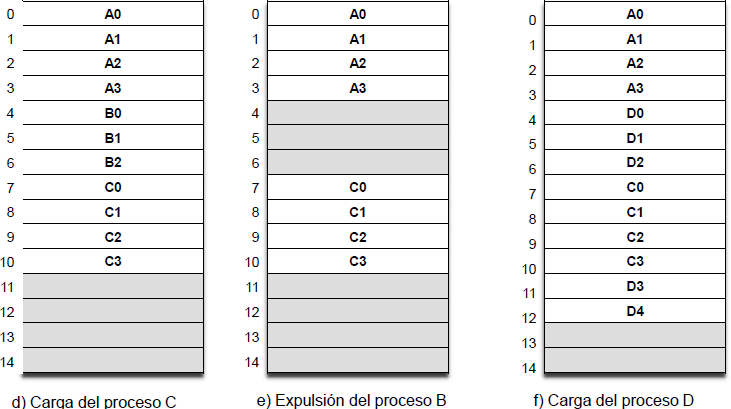 0 A0
1 A1
2 A2
3 A3
4 B0
5 B1
6 B2
7 C0
8 C1
9 C2
10 C3
11
12
13
14
d) Carga del proceso C
0 A0
1 A1
2 A2
3 A3
4
5
6
7 C0
8 C1
9 C2
10 C3
11
12
13
14
e) Expulsión del proceso B
0 A0
1 A1
2 A2
3 A3
4 D0
5 D1
6 D2
7 C0
8 C1
9 C2
10 C3
11 D3
12 D4
13
14
f) Carga del proceso D